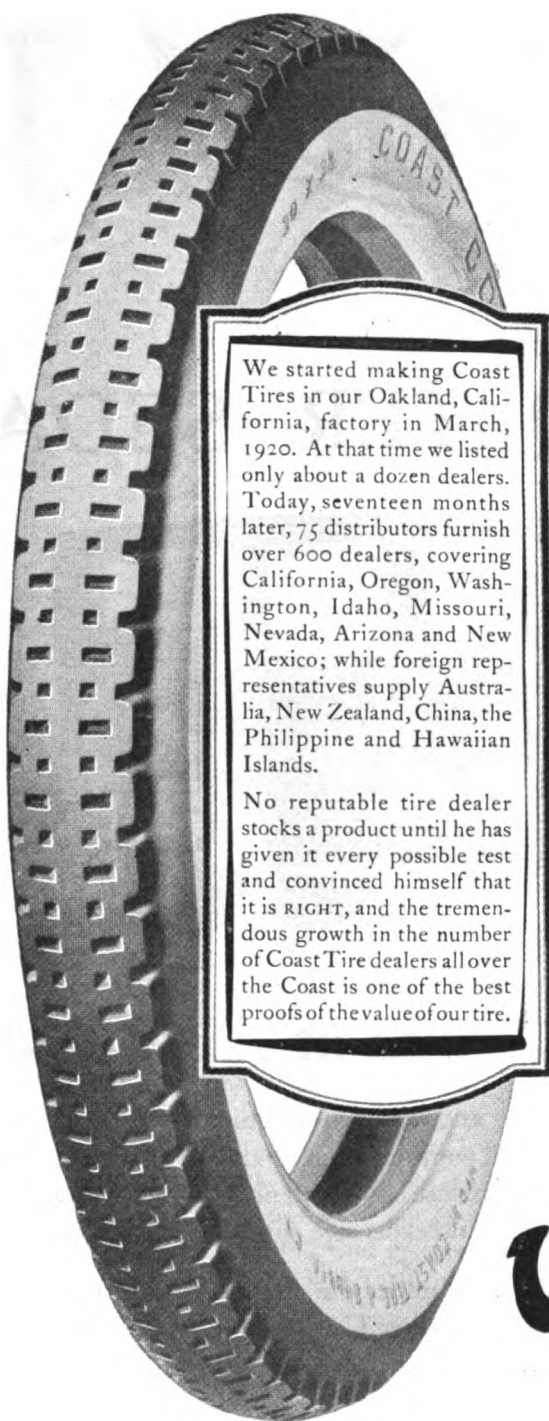 COAST CO
We started making Coast
Tires in our Oakland, Cali-
fornia, factory in March,
1920. At that time we listed
only about a dozen dealers.
Today, seventeen months
later, 75 distributors furnish
over 600 dealers, covering
California, Oregon, Wash-
ington, Idaho, Missouri,
Nevada, Arizona and New
Mexico; while foreign rep-
resentatives supply Austra-
lia, New Zealand, China, the
Philippine and Hawaiian
Islands.
No reputable tire dealer
stocks a product until he has
given it every possible test
and convinced himself that
it is RIGHT, and the tremen-
dous growth in the number
of Coast Tire dealers all over
the Coast is one of the best
proofs of the value of our tire.
COAST TIRE & RUBBER CO